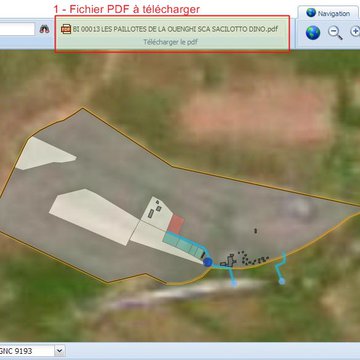 1 - Fichier PDF à télécharger
Navigation
BI 00013 LES PAILLOTES DE LA OUENGHI SCA SACILOTTO DINO.pdf
Télécharger le pdf
GNC 9193